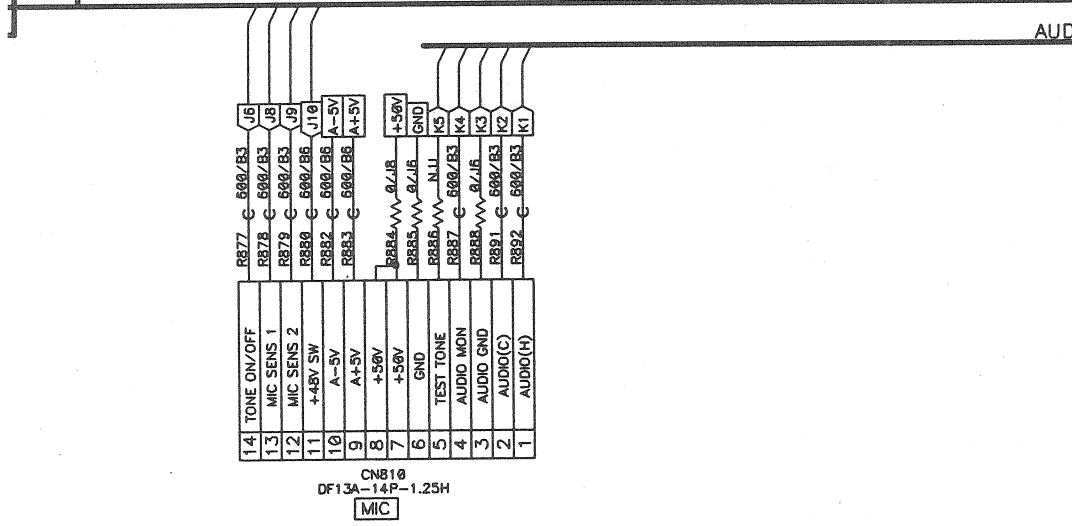 AUD
J6
J8
J9
J10
A-5V
A+5V
+50V
GND
K5
K4
K3
K2
K1
600/B3
600/B3
600/B3
600/B6
600/B6
600/B6
0/J8
0/J6
N.U
600/B3
0/J6
600/B3
600/B3
R877
R878
R879
R880
R882
R883
R884
R885
R886
R887
R888
R891
R892
TONE ON/OFF
MIC SENS 1
MIC SENS 2
+48V SW
A-5V
A+5V
+50V
+50V
GND
TEST TONE
AUDIO MON
AUDIO GND
AUDIO(C)
AUDIO(H)
14
13
12
11
10
9
8
7
6
5
4
3
2
1
CN810
DF13A-14P-1.25H
MIC